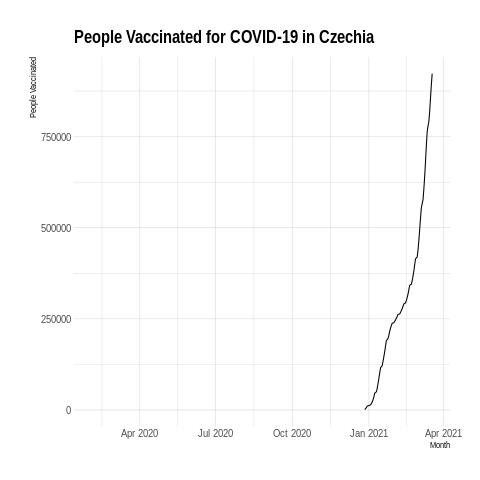 People Vaccinated for COVID-19 in Czechia
People Vaccinated
750000
500000
250000
0
Apr 2020 Jul 2020 Oct 2020 Jan 2021 Apr 2021
Month